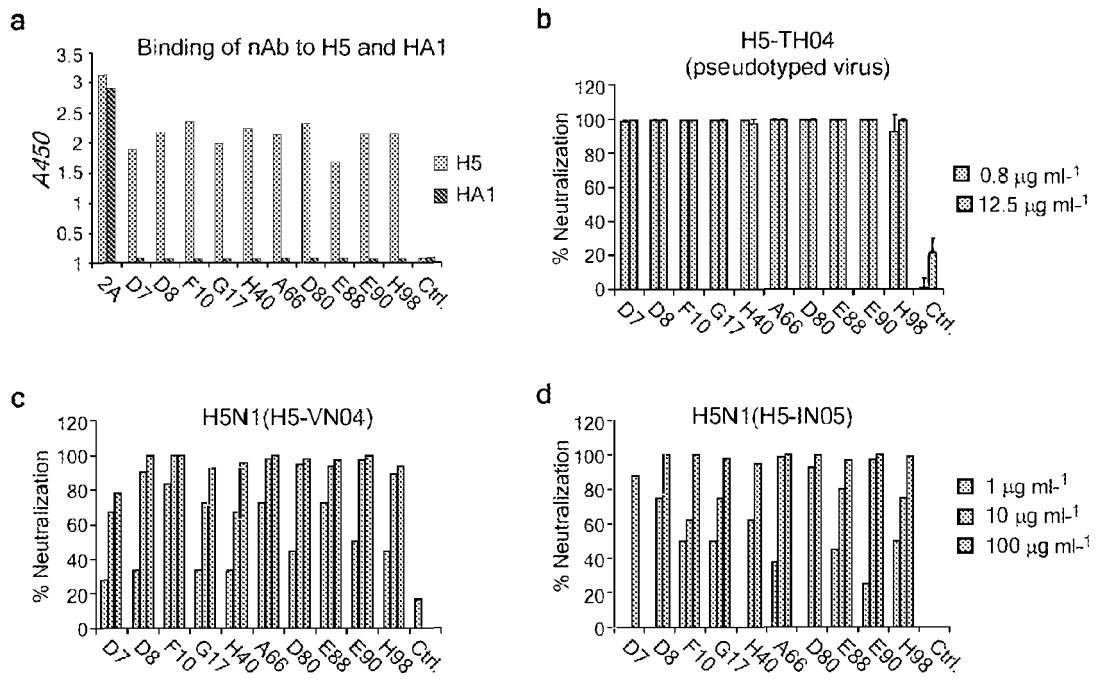 a
Binding of nAb to H5 and HA1
3.5
3
2.5
2
1.5
1
0.5
1
A450
2A D7 D8 F10 G17 H40 A66 D80 E88 E90 H98 Ctrl.
H5
HA1
b
H5-TH04
(pseudotyped virus)
120
100
80
60
40
20
0
% Neutralization
D7 D8 F10 G17 H40 A66 D80 E88 E90 H98 Ctrl.
0.8 µg ml-1
12.5 µg ml-1
c
H5N1(H5-VN04)
120
100
80
60
40
20
0
% Neutralization
D7 D8 F10 G17 H40 A66 D80 E88 E90 H98 Ctrl.
d
H5N1(H5-IN05)
120
100
80
60
40
20
0
% Neutralization
D7 D8 F10 G17 H40 A66 D80 E88 E90 H98 Ctrl.
1 µg ml-1
10 µg ml-1
100 µg ml-1